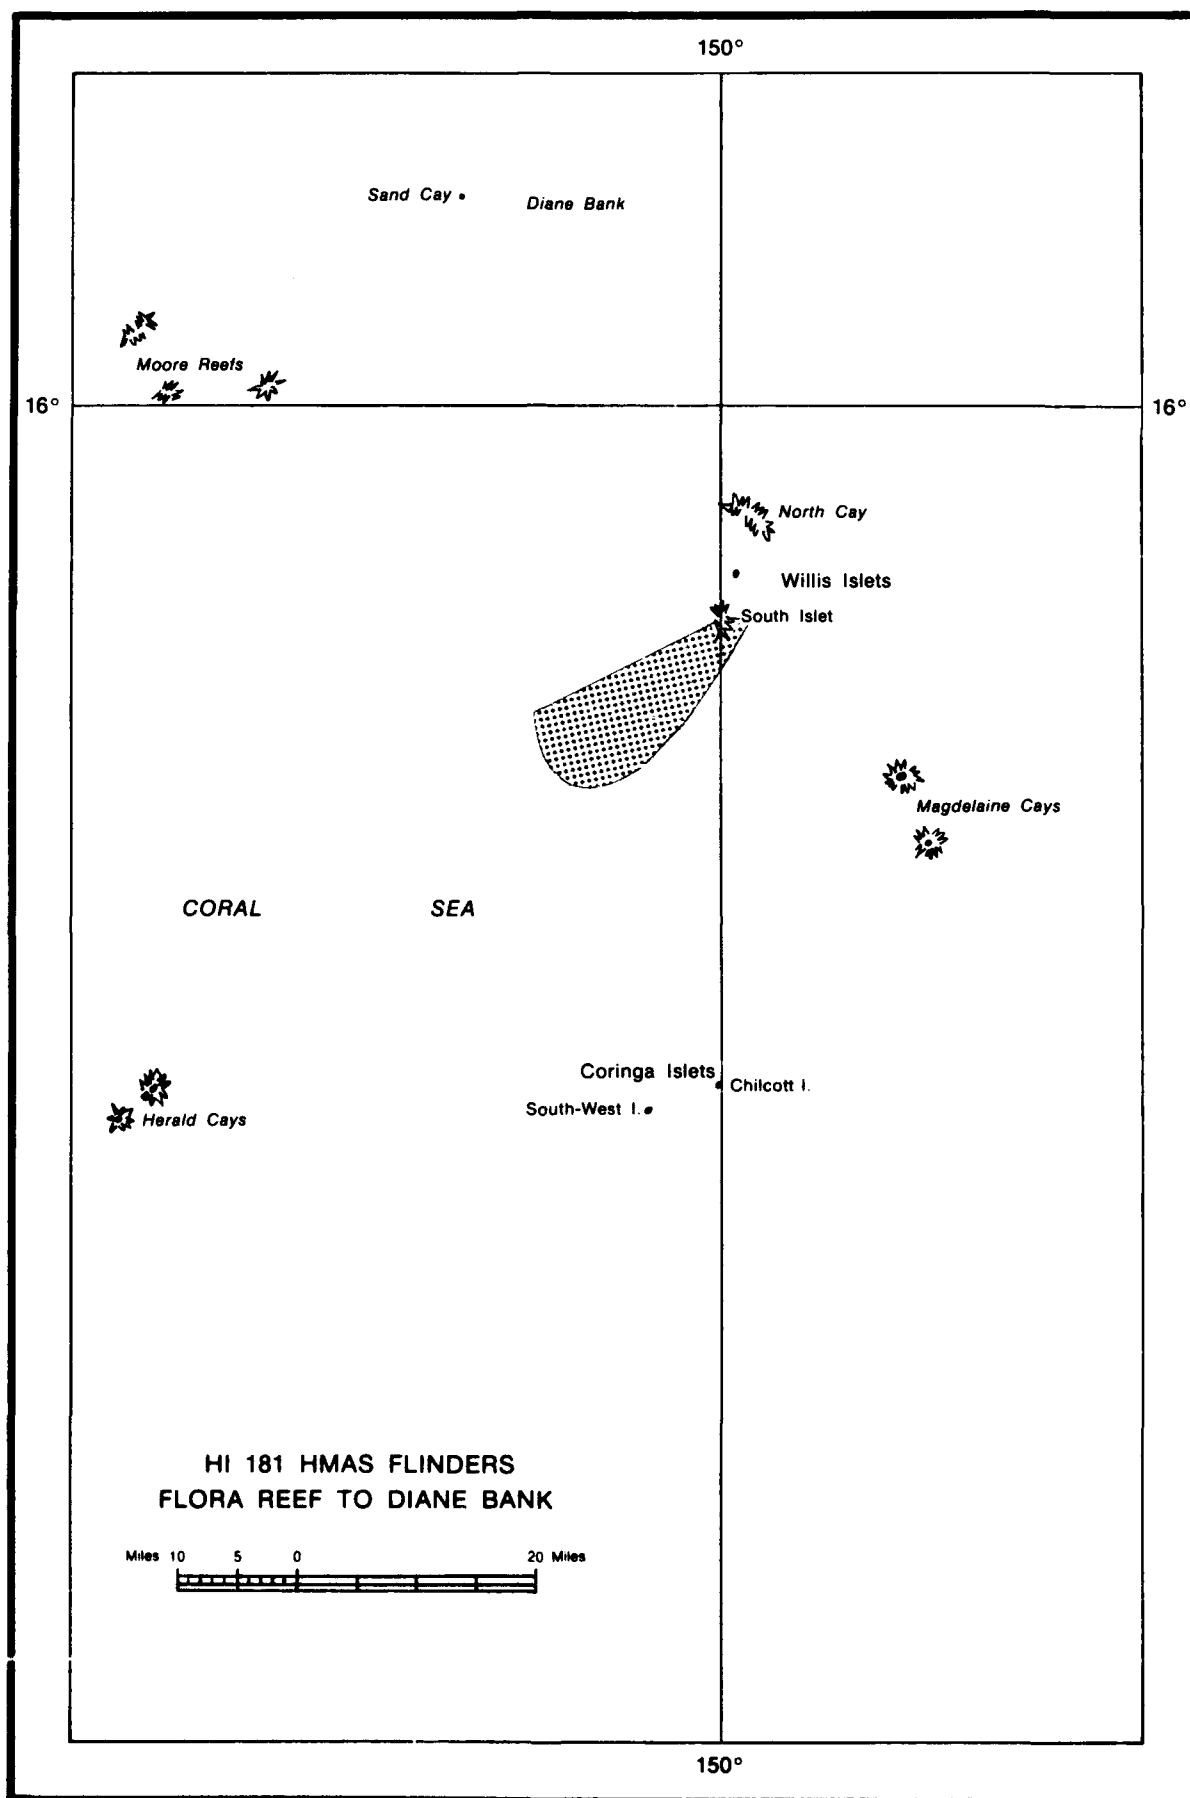 150°
Sand Cay
Diane Bank
Moore Reefs
16°
16°
North Cay
Willis Islets
South Islet
Magdelaine Cays
CORAL SEA
Coringa Islets
Chilcott I.
South-West I.
Herald Cays
HI 181 HMAS FLINDERS
FLORA REEF TO DIANE BANK
Miles 10 5 0 20 Miles
150°